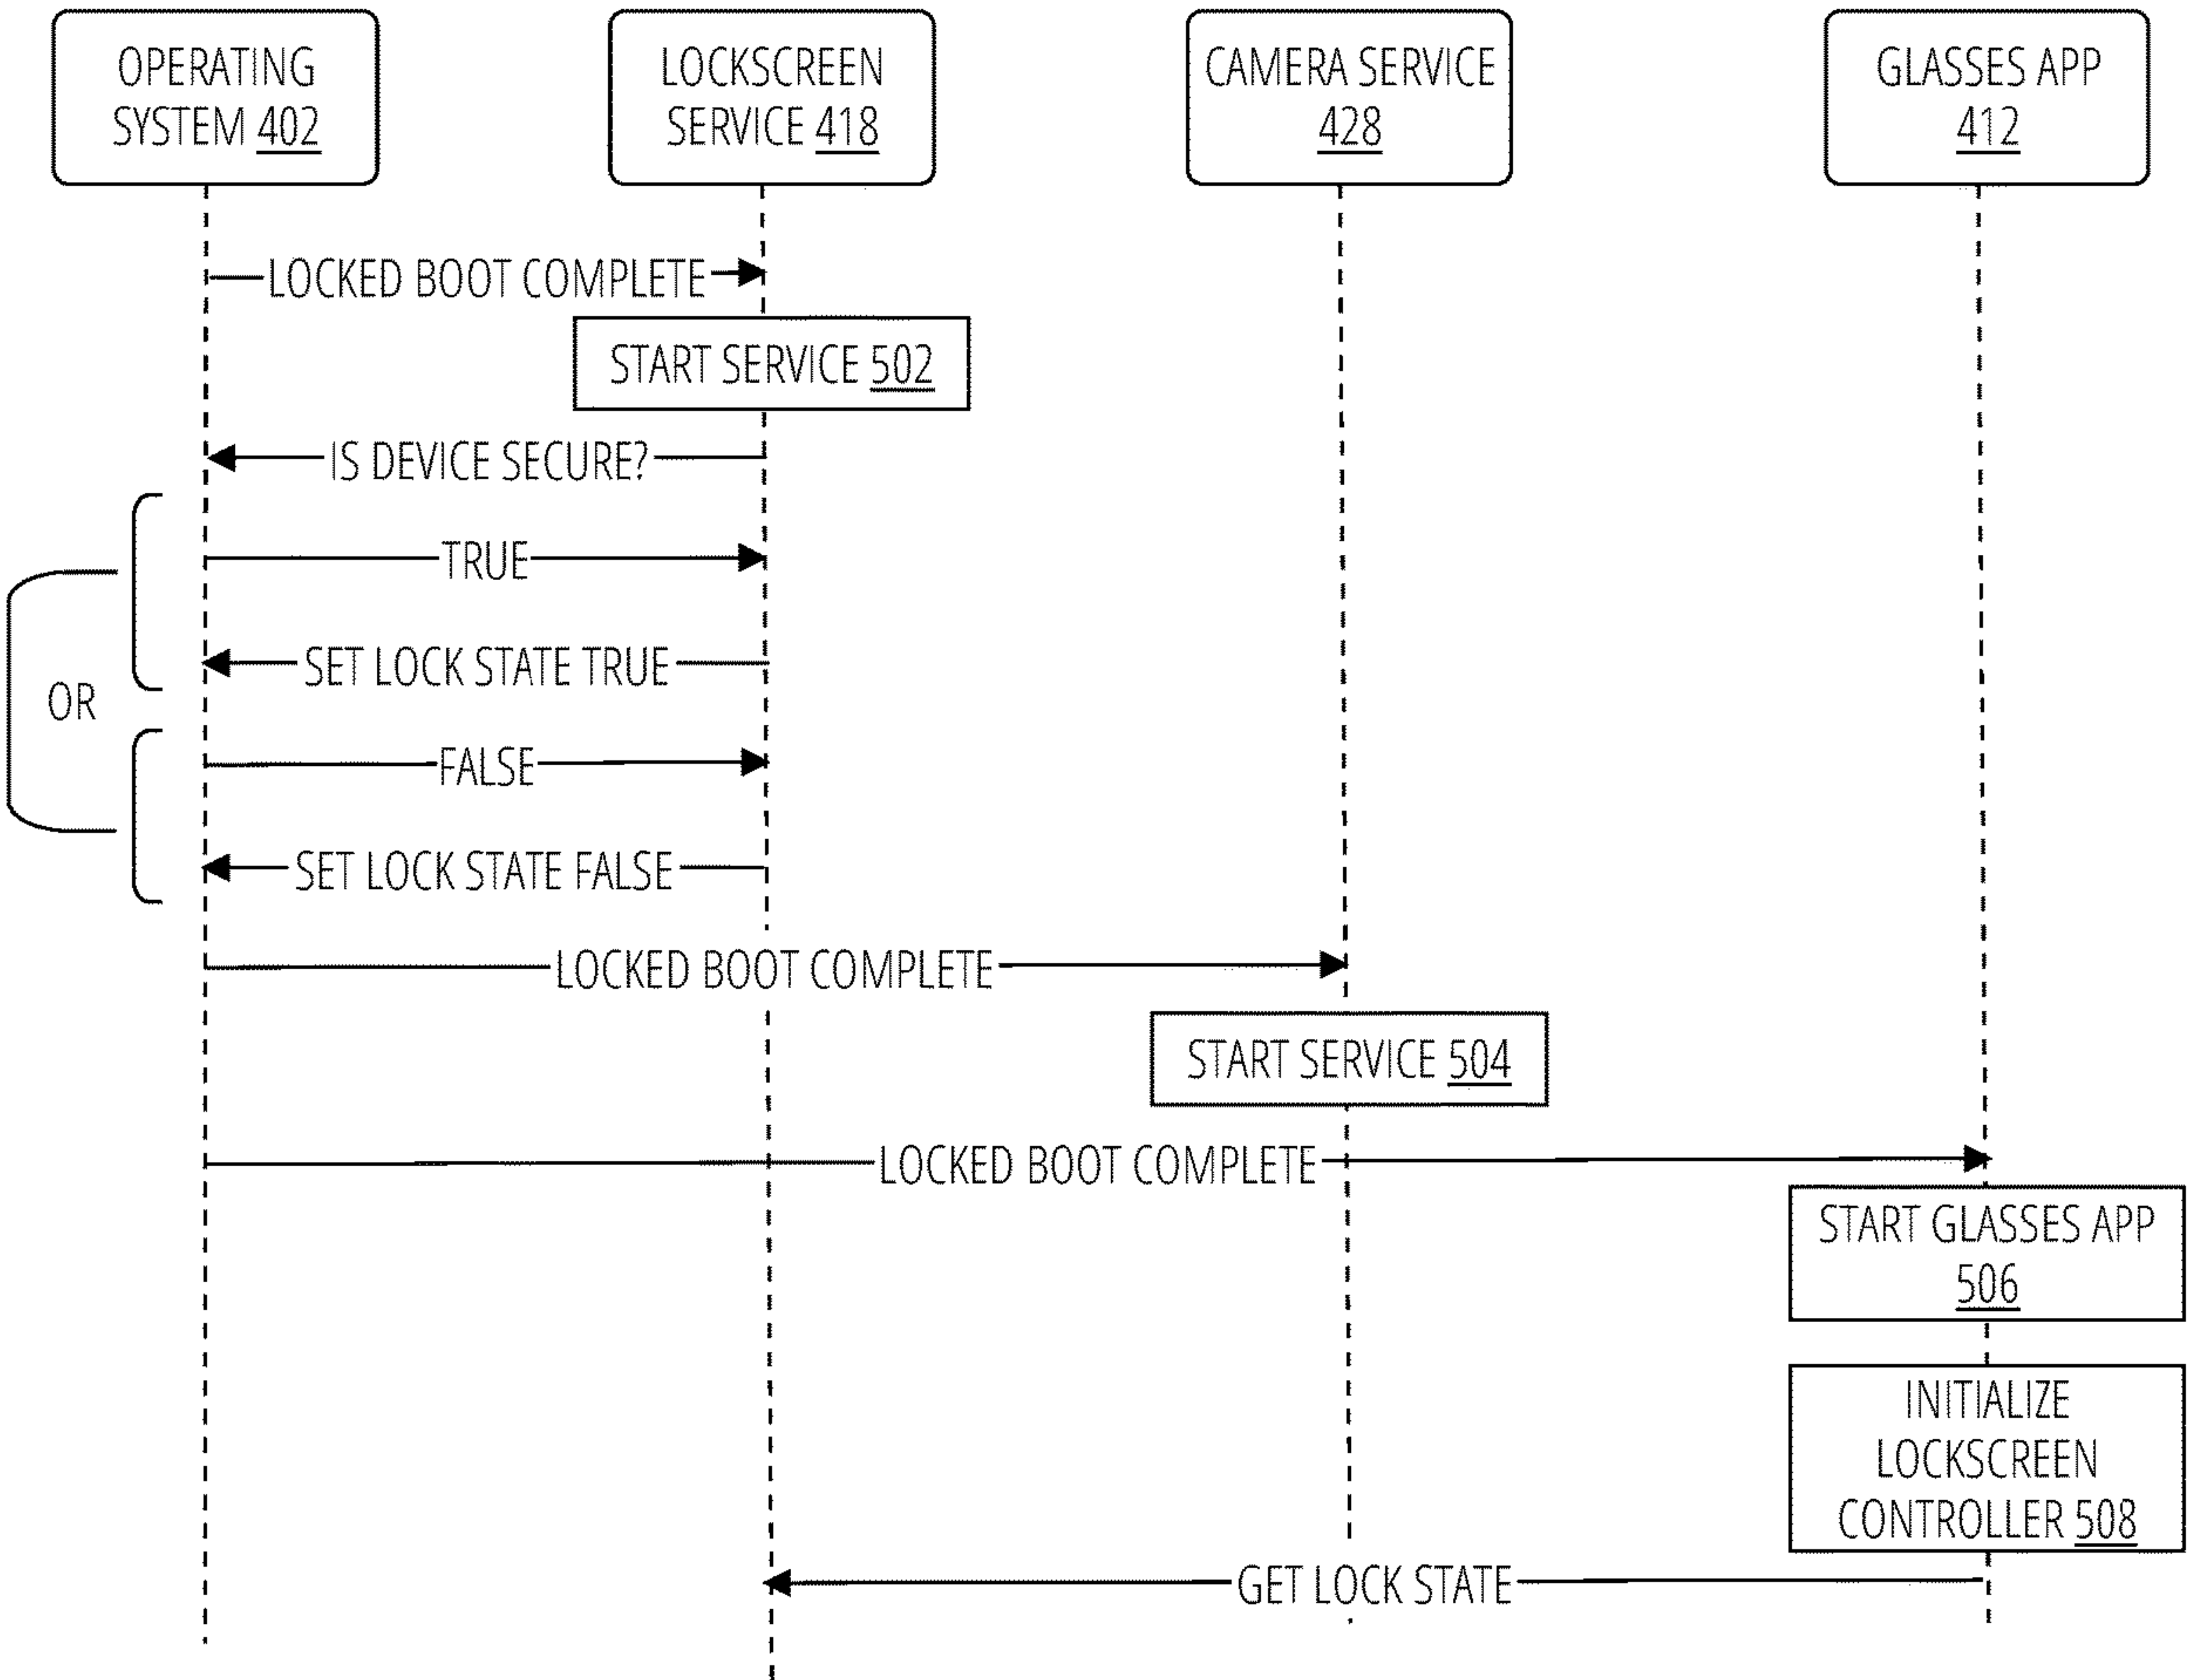 OPERATING
SYSTEM 402
LOCKSCREEN
SERVICE 418
CAMERA SERVICE
428
GLASSES APP
412
LOCKED BOOT COMPLETE
START SERVICE 502
IS DEVICE SECURE?
TRUE
SET LOCK STATE TRUE
OR
FALSE
SET LOCK STATE FALSE
LOCKED BOOT COMPLETE
START SERVICE 504
LOCKED BOOT COMPLETE
START GLASSES APP
506
INITIALIZE
LOCKSCREEN
CONTROLLER 508
GET LOCK STATE